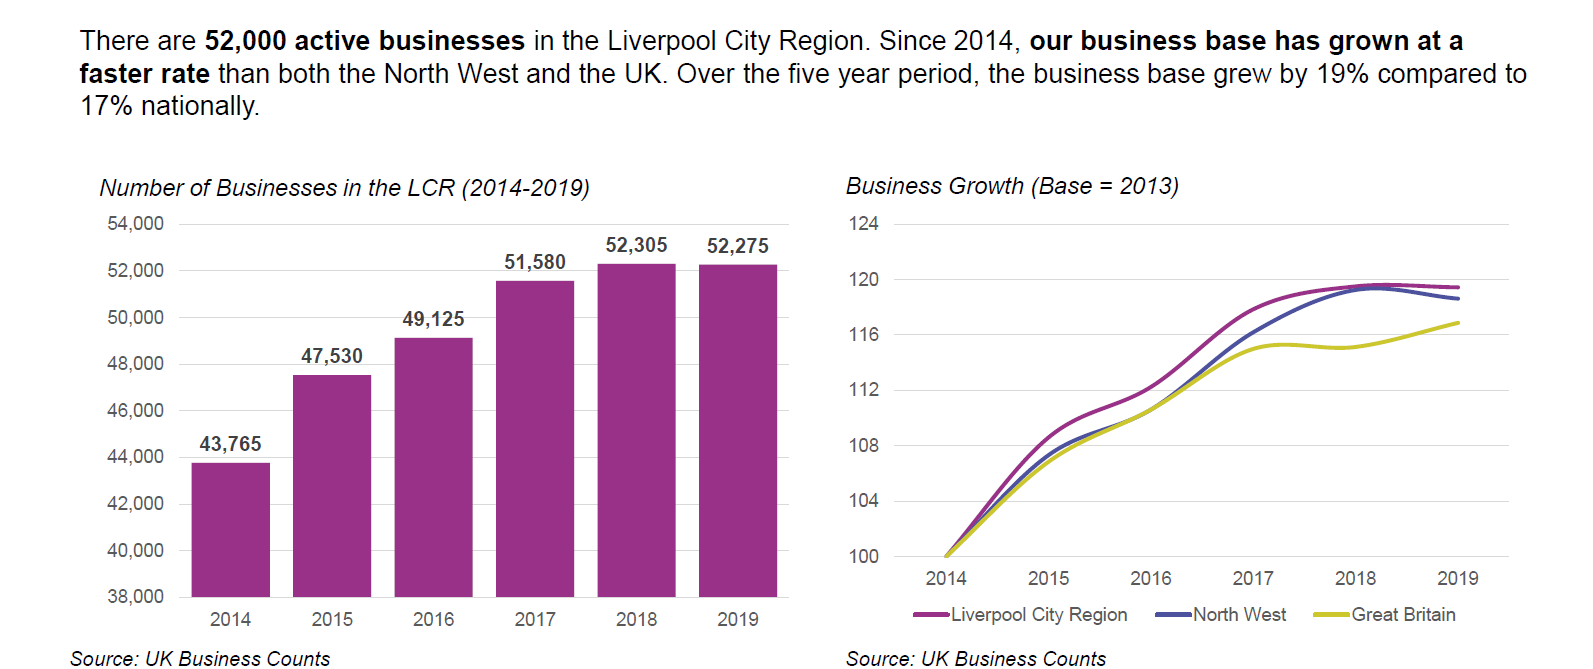 There are 52,000 active businesses in the Liverpool City Region. Since 2014, our business base has grown at a
faster rate than both the North West and the UK. Over the five year period, the business base grew by 19% compared to
17% nationally.
Number of Businesses in the LCR (2014-2019)
54,000
52,000
50,000
48,000
46,000
44,000
42,000
40,000
38,000
43,765
47,530
49,125
51,580
52,305
52,275
2014 2015 2016 2017 2018 2019
Source: UK Business Counts
Business Growth (Base = 2013)
124
120
116
112
108
104
100
2014 2015 2016 2017 2018 2019
Liverpool City Region North West Great Britain
Source: UK Business Counts